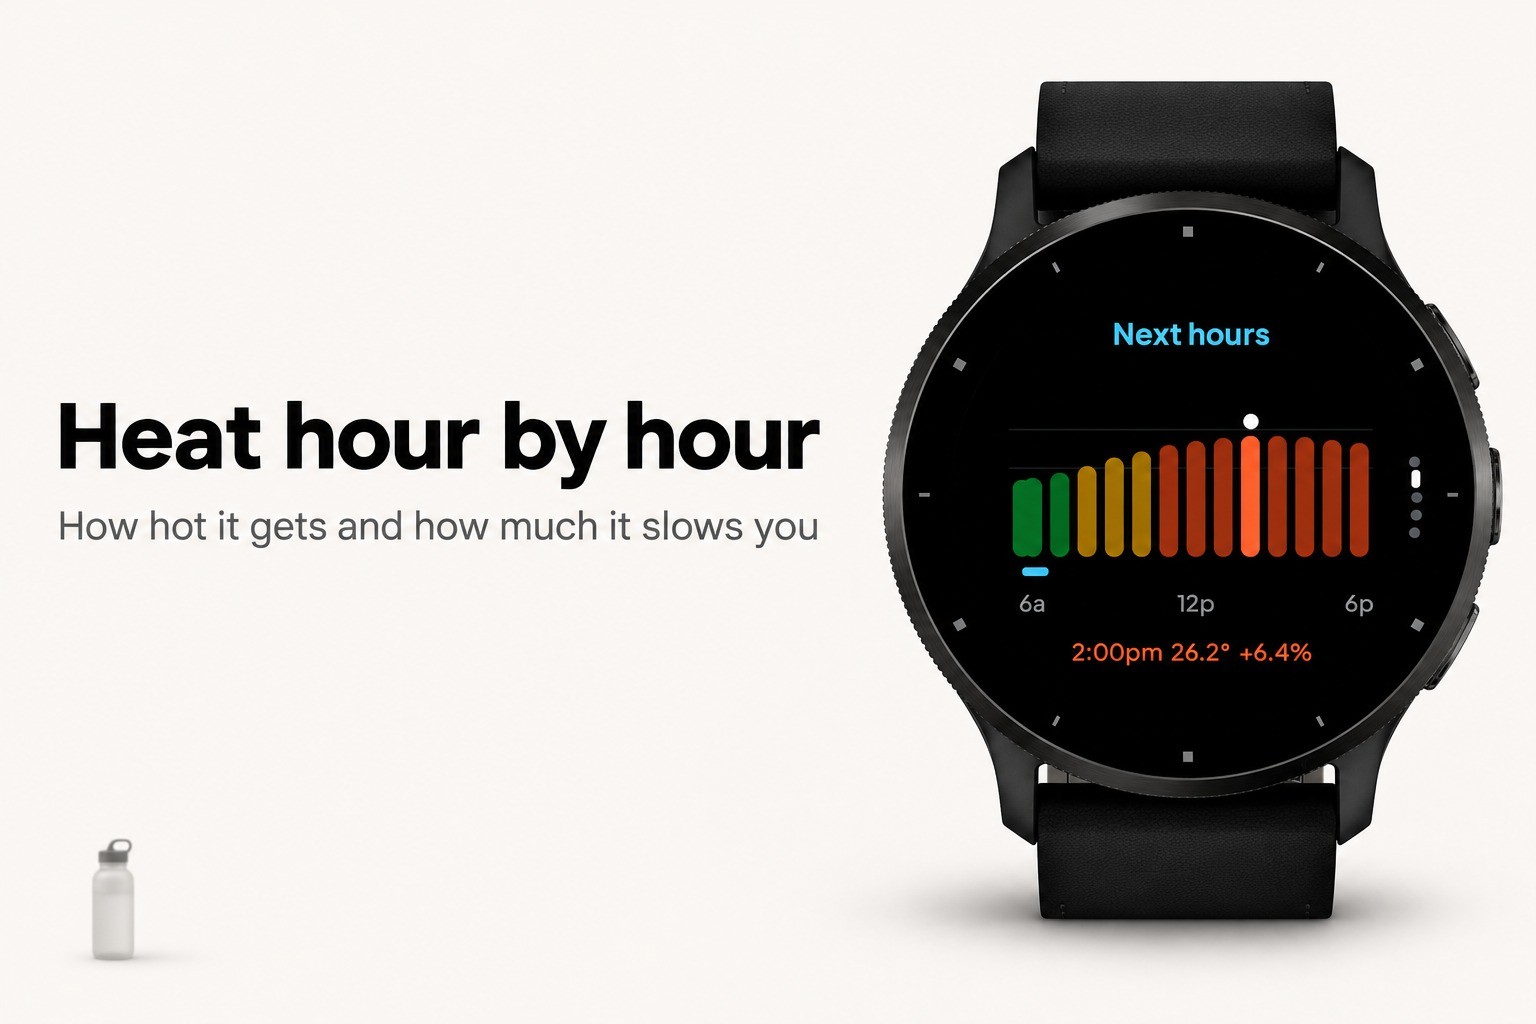 Heat hour by hour
How hot it gets and how much it slows you
Next hours
6a 12p 6p
2:00pm 26.2° +6.4%